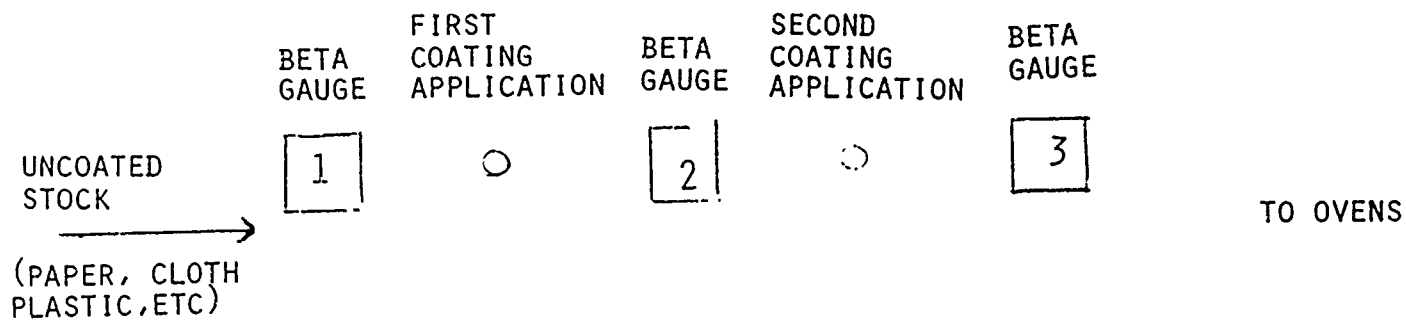 BETA
GAUGE
FIRST
COATING
APPLICATION
BETA
GAUGE
SECOND
COATING
APPLICATION
BETA
GAUGE
UNCOATED
STOCK
1
2
3
TO OVENS
(PAPER, CLOTH
PLASTIC,ETC)